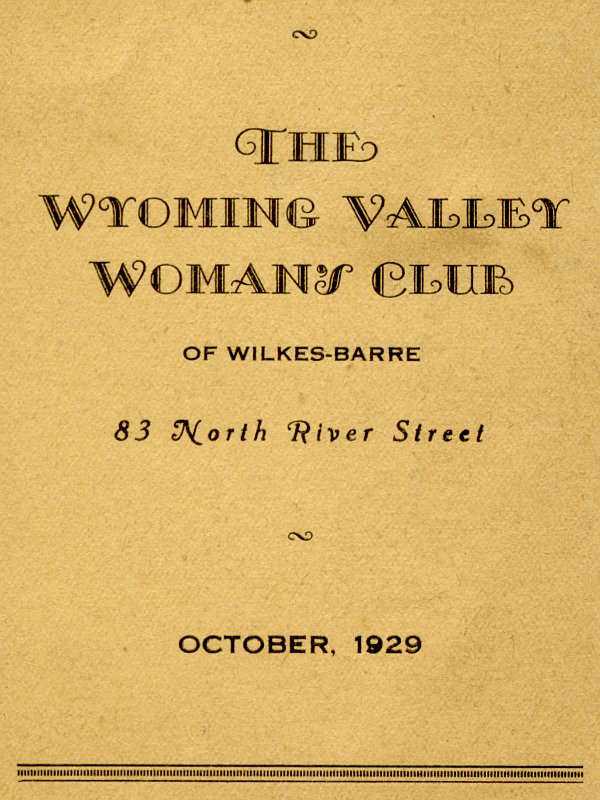 THE
WYOMING VALLEY
WOMAN'S CLUB
OF WILKES-BARRE
83 North River Street
OCTOBER, 1929